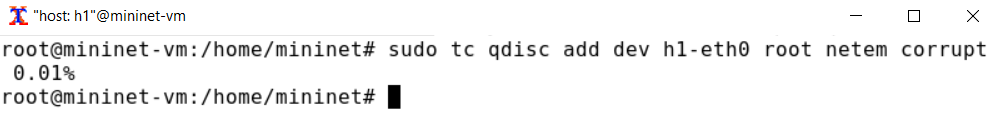 "host: h1"@mininet-vm
root@mininet-vm:/home/mininet# sudo tc qdisc add dev h1-eth0 root netem corrupt
 0.01%
root@mininet-vm:/home/mininet#